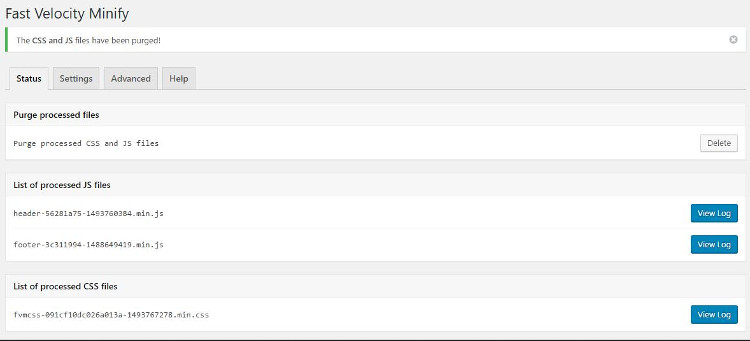 Fast Velocity Minify
The CSS and JS files have been purged!
Status Settings Advanced Help
Purge processed files
Purge processed CSS and JS files Delete
List of processed JS files
header-56281a75-1493760384.min.js View Log
footer-3c311994-1488649419.min.js View Log
List of processed CSS files
fvmcss-091cf10dc026a013a-1493767278.min.css View Log